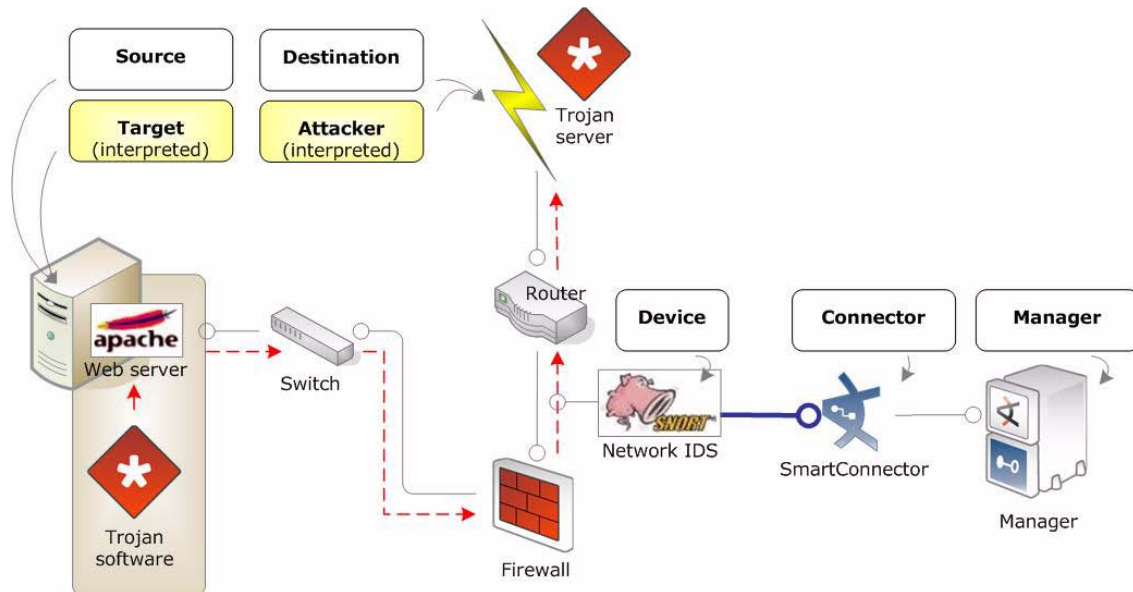 Source
Destination
Target
(interpreted)
Attacker
(interpreted)
Trojan
server
Router
Device
Connector
Manager
apache
Web server
Switch
SNORT
Network IDS
SmartConnector
Manager
Trojan
software
Firewall